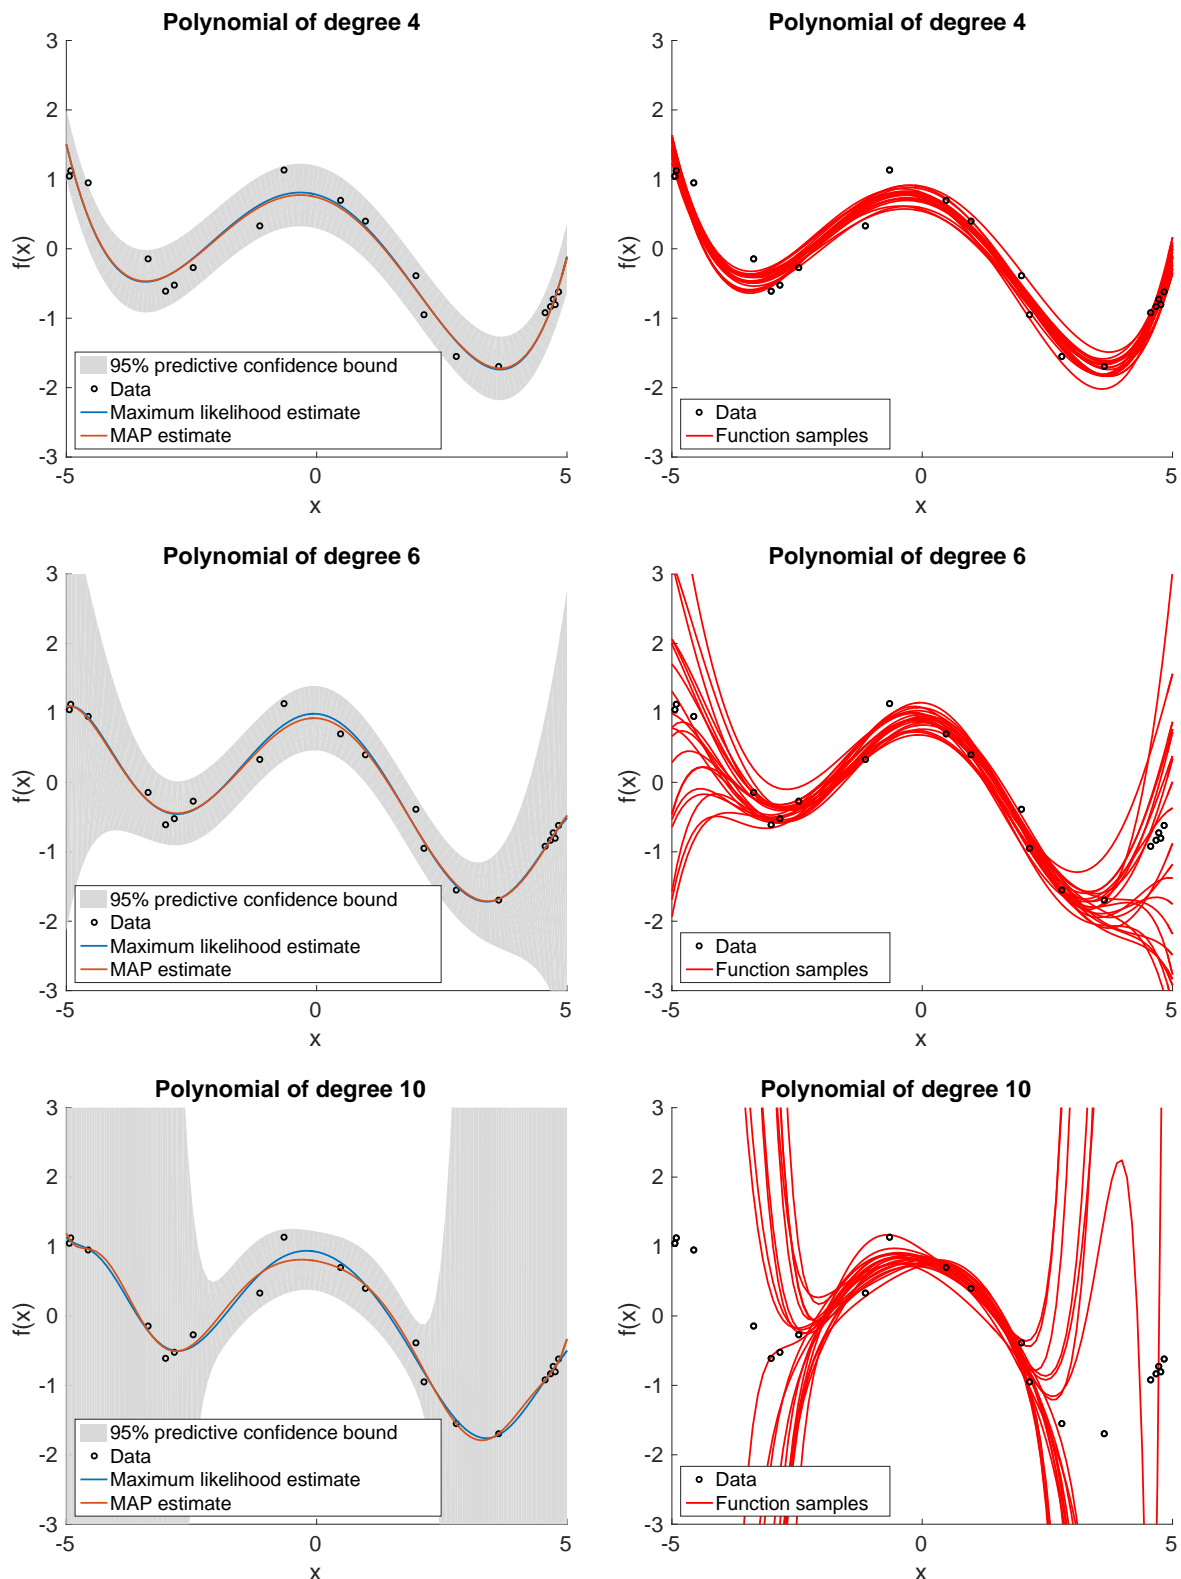 Polynomial of degree 4
3
2
1
0
-1
-2
-3
f(x)
95% predictive confidence bound
Data
Maximum likelihood estimate
MAP estimate
-5 0 5
x
Polynomial of degree 4
3
2
1
0
-1
-2
-3
f(x)
Data
Function samples
-5 0 5
x
Polynomial of degree 6
3
2
1
0
-1
-2
-3
f(x)
95% predictive confidence bound
Data
Maximum likelihood estimate
MAP estimate
-5 0 5
x
Polynomial of degree 6
3
2
1
0
-1
-2
-3
f(x)
Data
Function samples
-5 0 5
x
Polynomial of degree 10
3
2
1
0
-1
-2
-3
f(x)
95% predictive confidence bound
Data
Maximum likelihood estimate
MAP estimate
-5 0 5
x
Polynomial of degree 10
3
2
1
0
-1
-2
-3
f(x)
Data
Function samples
-5 0 5
x